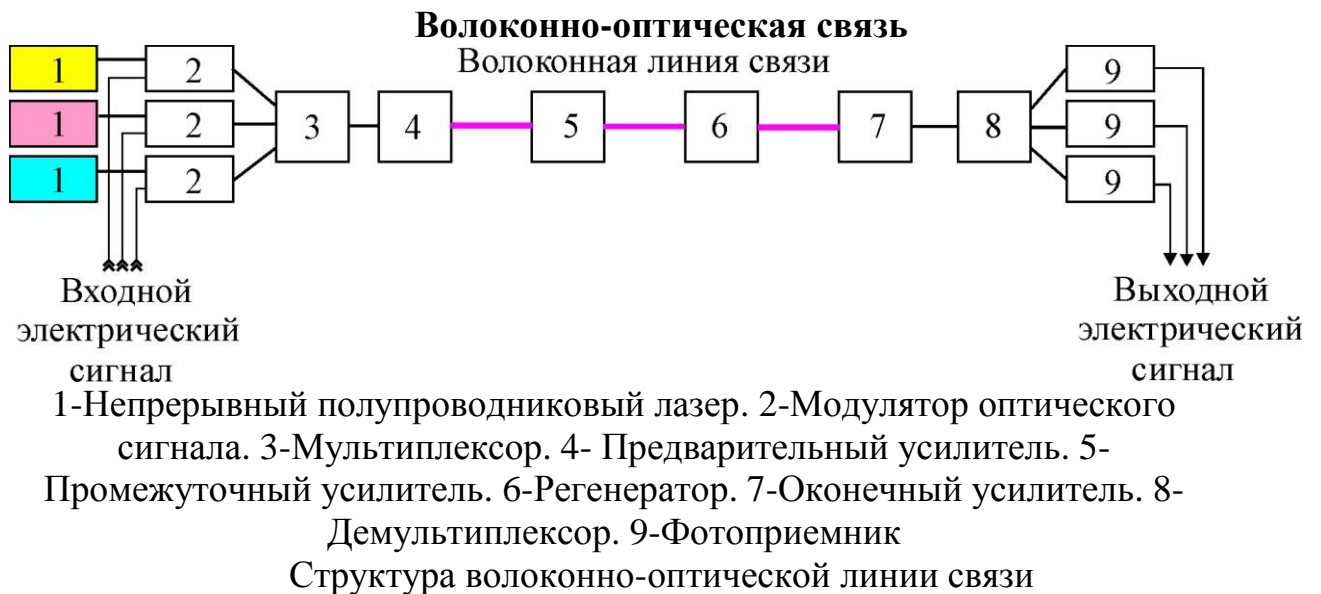 Волоконно-оптическая связь
Волоконная линия связи
1 2 9
1 2 3 4 5 6 7 8 9
1 2 9
Входной
электрический
сигнал
Выходной
электрический
сигнал
1-Непрерывный полупроводниковый лазер. 2-Модулятор оптического
сигнала. 3-Мультиплексор. 4- Предварительный усилитель. 5-
Промежуточный усилитель. 6-Регенератор. 7-Оконечный усилитель. 8-
Демультиплексор. 9-Фотоприемник
Структура волоконно-оптической линии связи